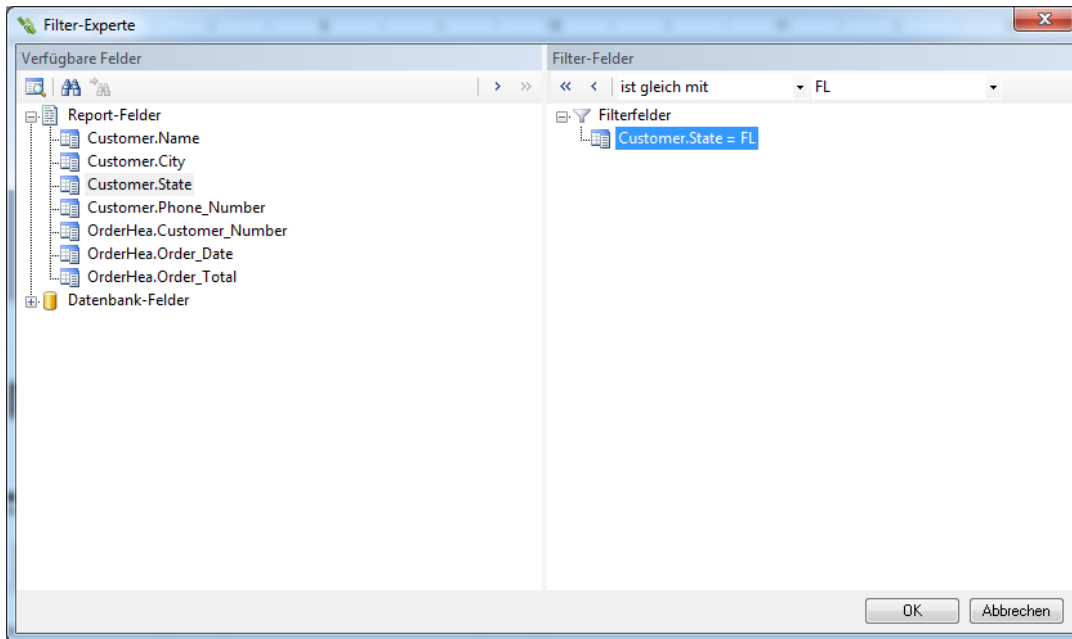 Filter-Experte
Verfügbare Felder
Filter-Felder
ist gleich mit
FL
Report-Felder
Customer.Name
Customer.City
Customer.State
Customer.Phone_Number
OrderHea.Customer_Number
OrderHea.Order_Date
OrderHea.Order_Total
Datenbank-Felder
Filterfelder
Customer.State = FL
OK
Abbrechen